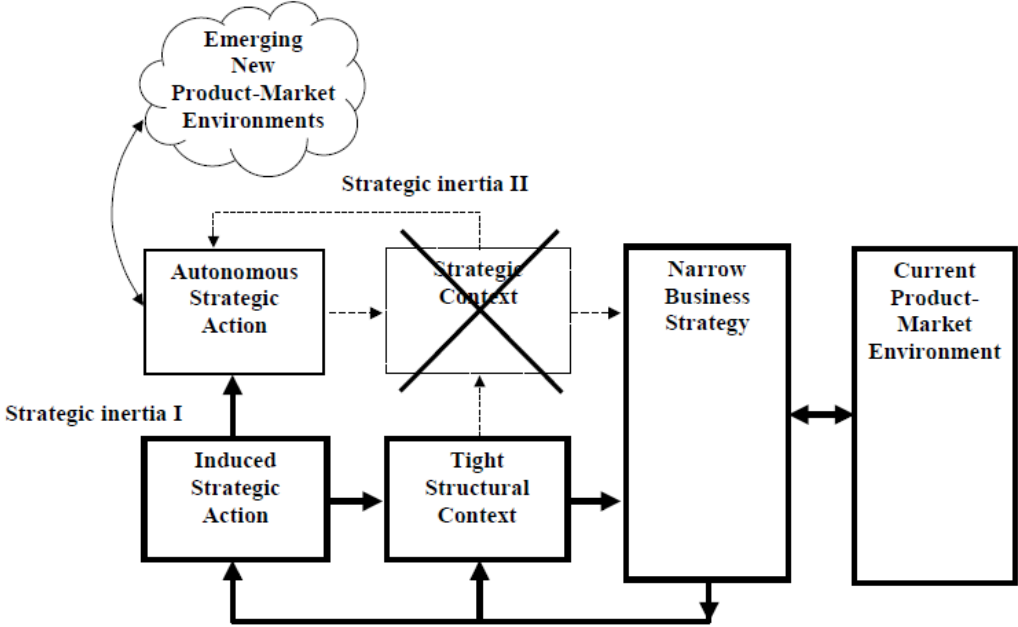 Emerging
New
Product-Market
Environments
Strategic inertia II
Autonomous
Strategic
Action
Strategic
Context
Narrow
Business
Strategy
Current
Product-
Market
Environment
Strategic inertia I
Induced
Strategic
Action
Tight
Structural
Context